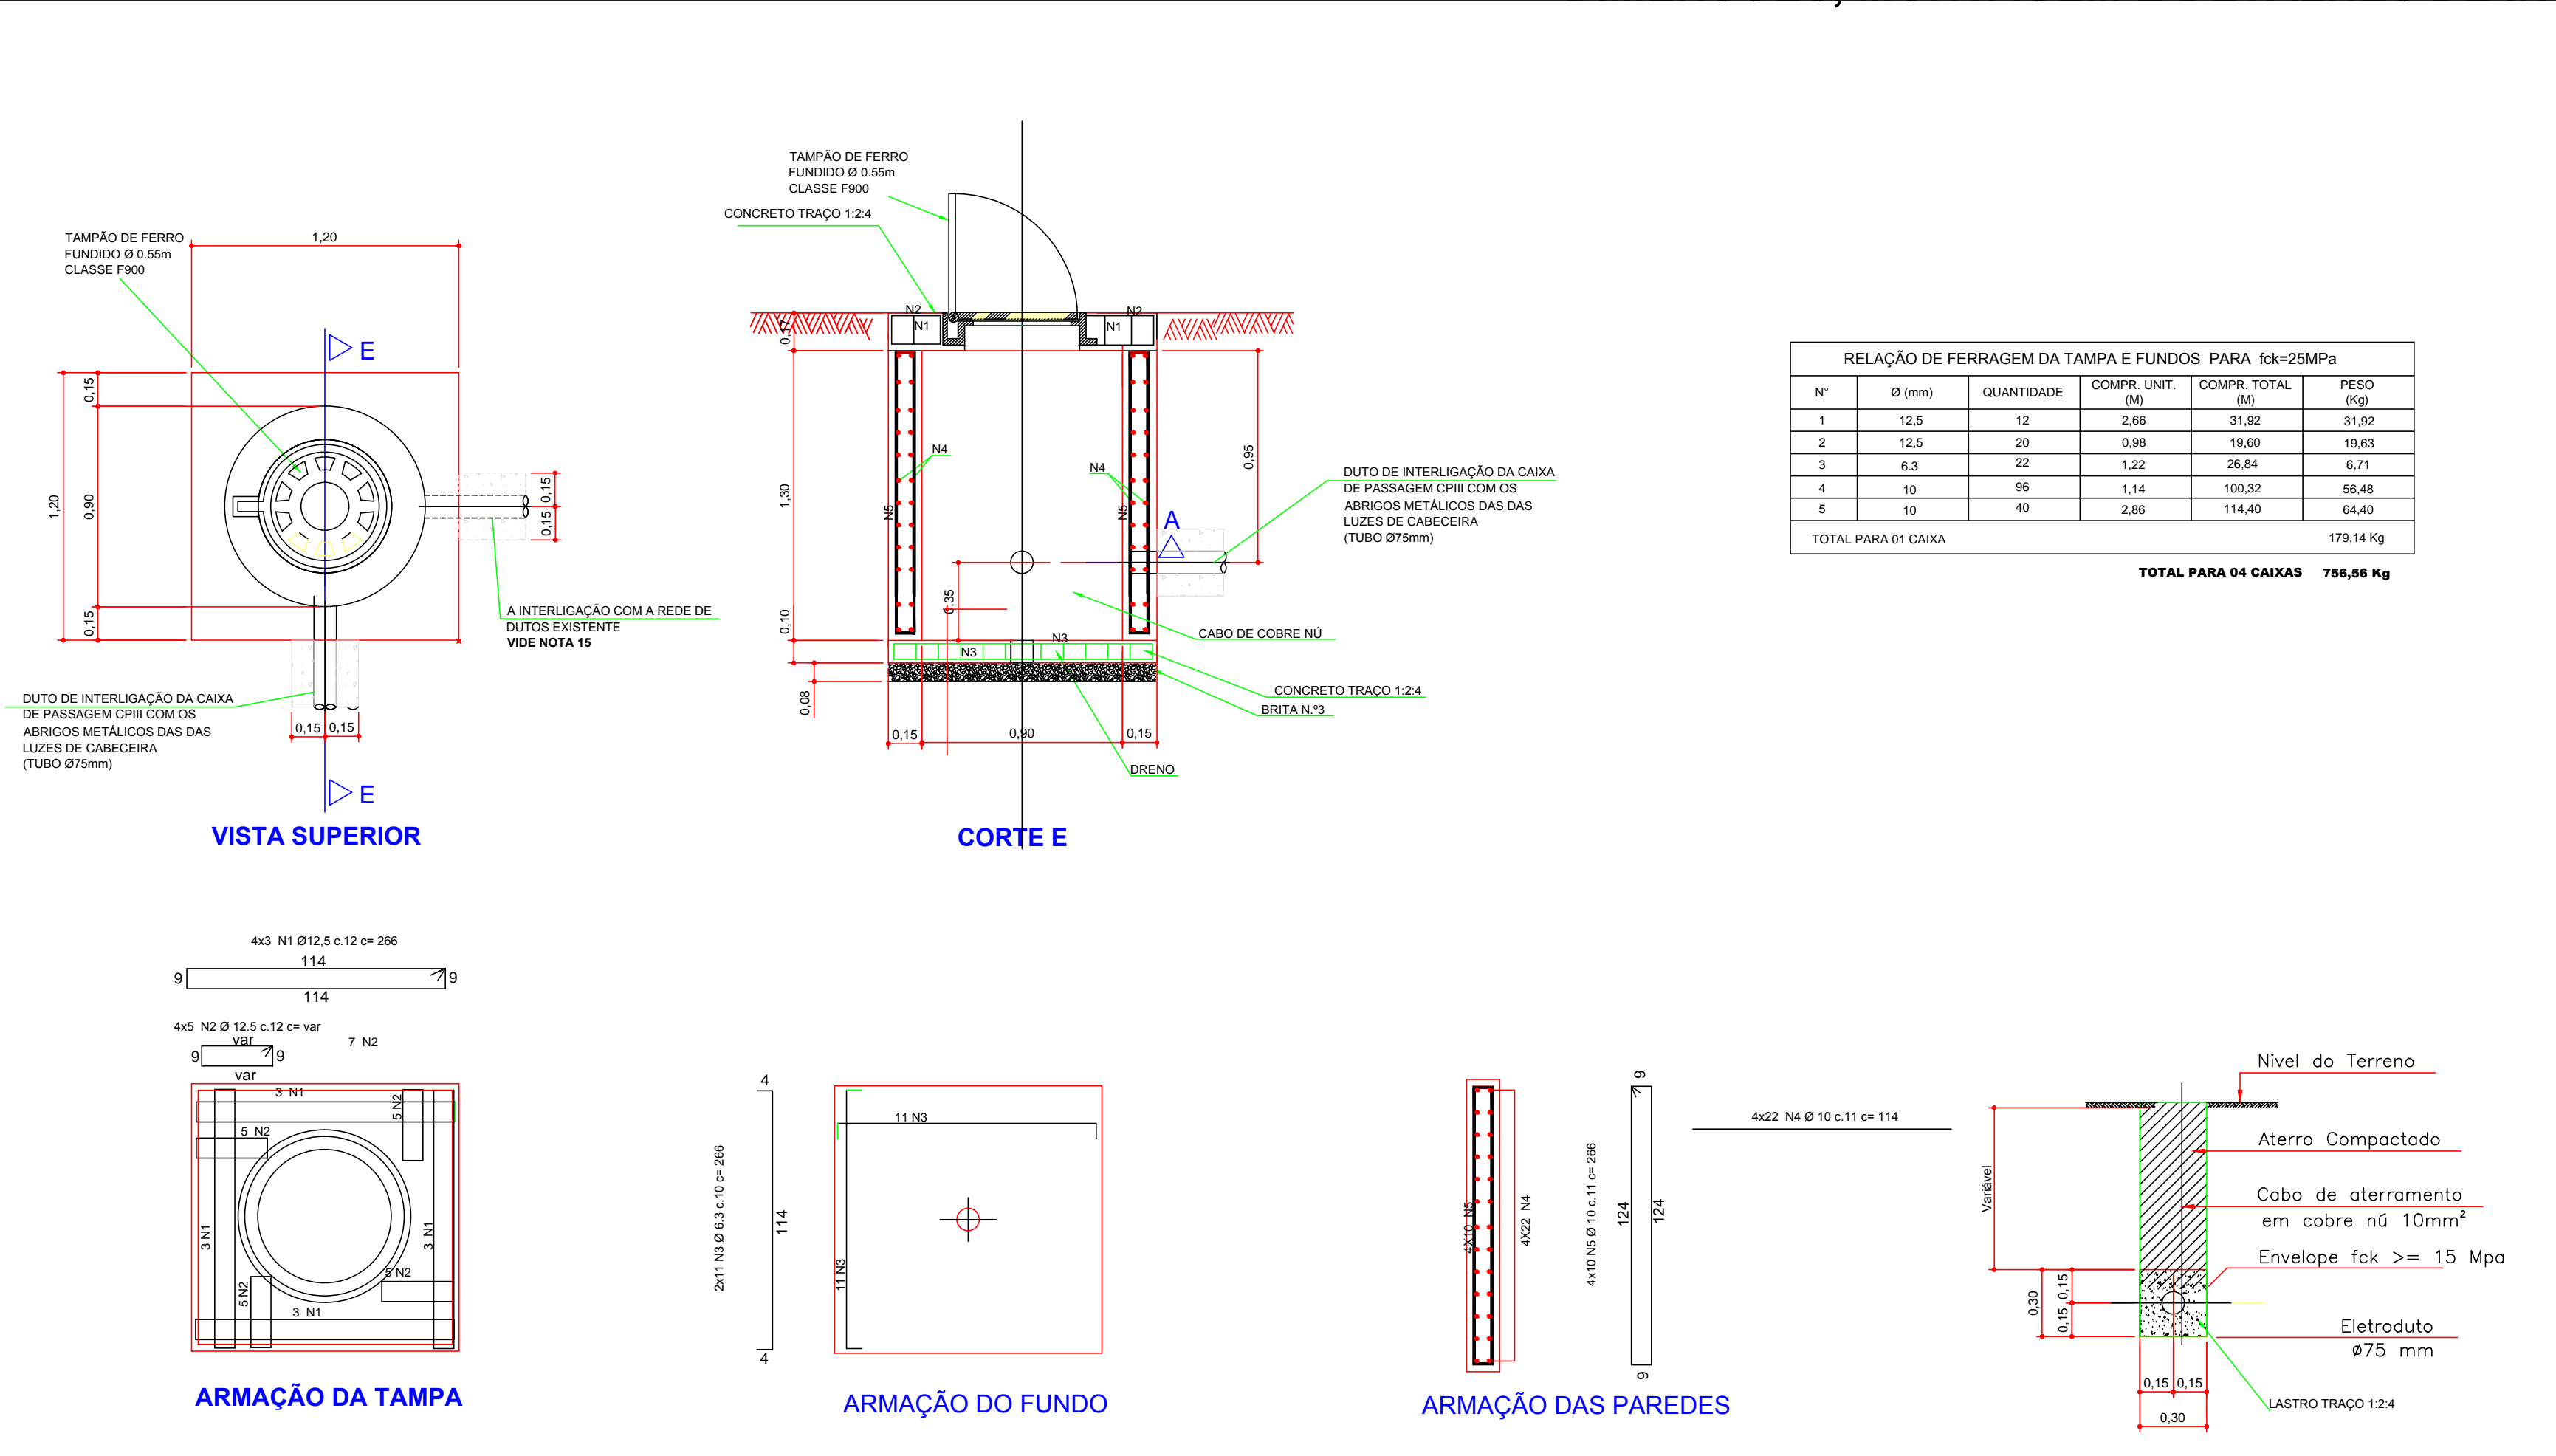 TAMPÃO DE FERRO
FUNDIDO Ø 0.55m
CLASSE F900
1,20
0,15
0,90
1,20
0,15
E
0,15
0,15
A INTERLIGAÇÃO COM A REDE DE
DUTOS EXISTENTE
VIDE NOTA 15
DUTO DE INTERLIGAÇÃO DA CAIXA
DE PASSAGEM CPIII COM OS
ABRIGOS METÁLICOS DAS DAS
LUZES DE CABECEIRA
(TUBO Ø75mm)
0,15 0,15
E
VISTA SUPERIOR
TAMPÃO DE FERRO
FUNDIDO Ø 0.55m
CLASSE F900
CONCRETO TRAÇO 1:2:4
N2
N1
N2
N1
0,17
1,30
0,10
0,08
N4
N4
N5
N5
0,95
A
0,35
DUTO DE INTERLIGAÇÃO DA CAIXA
DE PASSAGEM CPIII COM OS
ABRIGOS METÁLICOS DAS DAS
LUZES DE CABECEIRA
(TUBO Ø75mm)
CABO DE COBRE NÚ
N3
N3
CONCRETO TRAÇO 1:2:4
BRITA N.º3
0,15
0,90
0,15
DRENO
CORTE E
RELAÇÃO DE FERRAGEM DA TAMPA E FUNDOS PARA fck=25MPa
N° Ø (mm) QUANTIDADE COMPR. UNIT. (M) COMPR. TOTAL (M) PESO (Kg)
1 12,5 12 2,66 31,92 31,92
2 12,5 20 0,98 19,60 19,63
3 6.3 22 1,22 26,84 6,71
4 10 96 1,14 100,32 56,48
5 10 40 2,86 114,40 64,40
TOTAL PARA 01 CAIXA 179,14 Kg
TOTAL PARA 04 CAIXAS 756,56 Kg
4x3 N1 Ø12,5 c.12 c= 266
114
9
9
114
4x5 N2 Ø 12.5 c.12 c= var
var
9
9
var
7 N2
3 N1
5 N2
5 N2
3 N1
3 N1
5 N2
5 N2
3 N1
ARMAÇÃO DA TAMPA
4
2x11 N3 Ø 6.3 c.10 c= 266
114
4
11 N3
11 N3
ARMAÇÃO DO FUNDO
4X10 N5
4X22 N4
4x10 N5 Ø 10 c.11 c= 266
9
124
124
9
4x22 N4 Ø 10 c.11 c= 114
ARMAÇÃO DAS PAREDES
Nivel do Terreno
Aterro Compactado
Variável
Cabo de aterramento
em cobre nú 10mm²
Envelope fck >= 15 Mpa
0,30
0,15
0,15
Eletroduto
ø75 mm
0,15 0,15
0,30
LASTRO TRAÇO 1:2:4